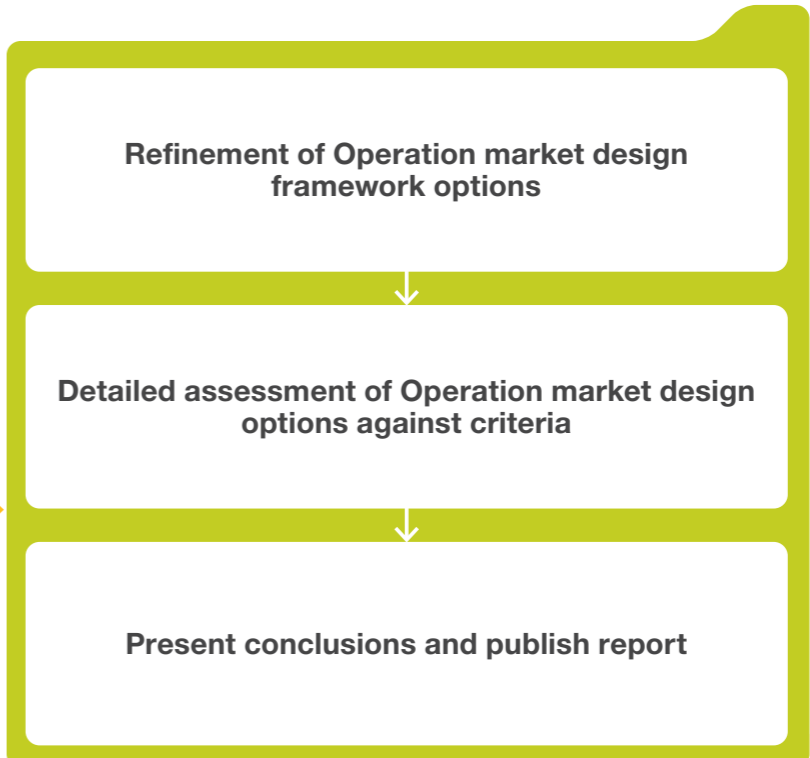 Refinement of Operation market design
framework options
Detailed assessment of Operation market design
options against criteria
Present conclusions and publish report